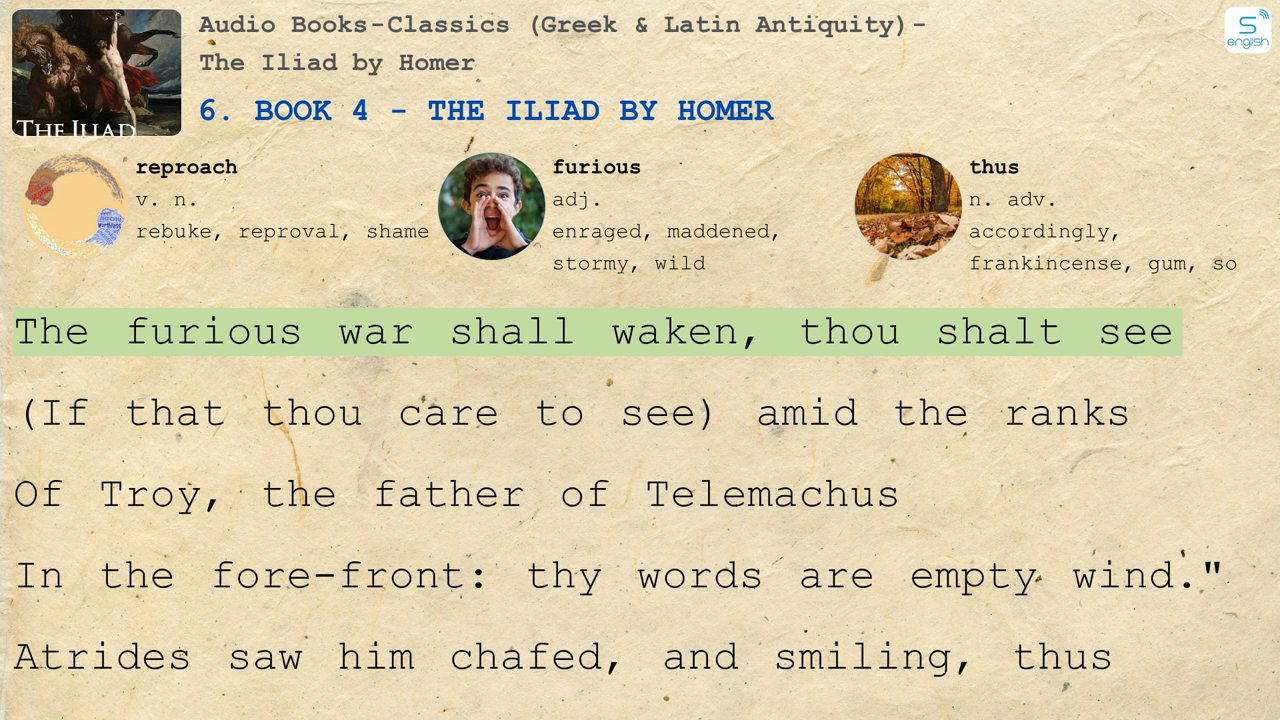 Audio Books-Classics (Greek & Latin Antiquity)-
The Iliad by Homer
6. BOOK 4 - THE ILIAD BY HOMER
THE ILIAD
S
english
reproach
v. n.
rebuke, reproval, shame
furious
adj.
enraged, maddened,
stormy, wild
thus
n. adv.
accordingly,
frankincense, gum, so
The furious war shall waken, thou shalt see
(If that thou care to see) amid the ranks
Of Troy, the father of Telemachus
In the fore-front: thy words are empty wind."
Atrides saw him chafed, and smiling, thus